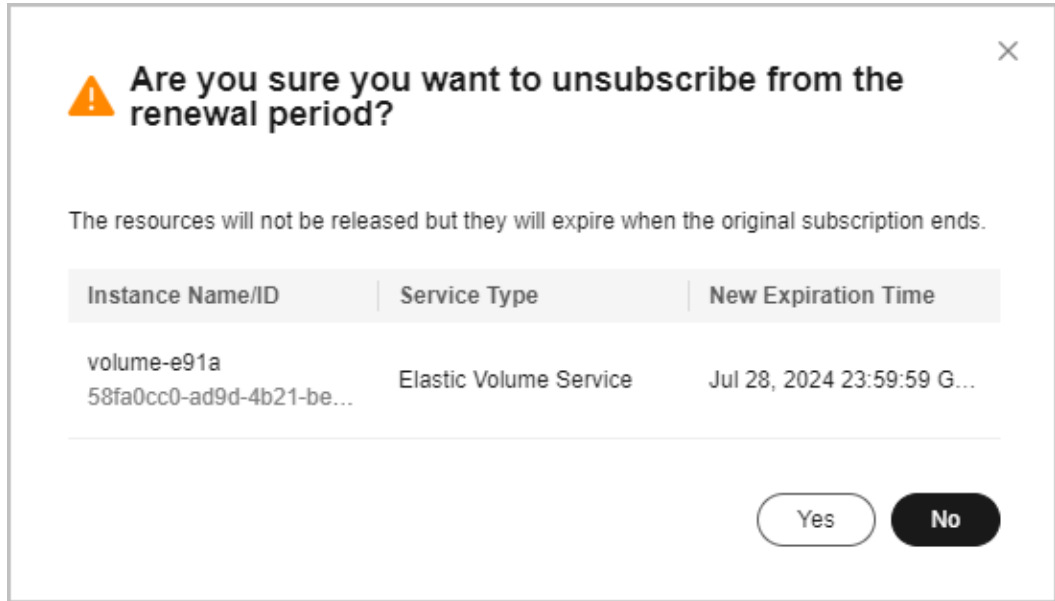 Are you sure you want to unsubscribe from the
renewal period?
The resources will not be released but they will expire when the original subscription ends.
Instance Name/ID Service Type New Expiration Time
volume-e91a
58fa0cc0-ad9d-4b21-be...
Elastic Volume Service
Jul 28, 2024 23:59:59 G...
Yes No